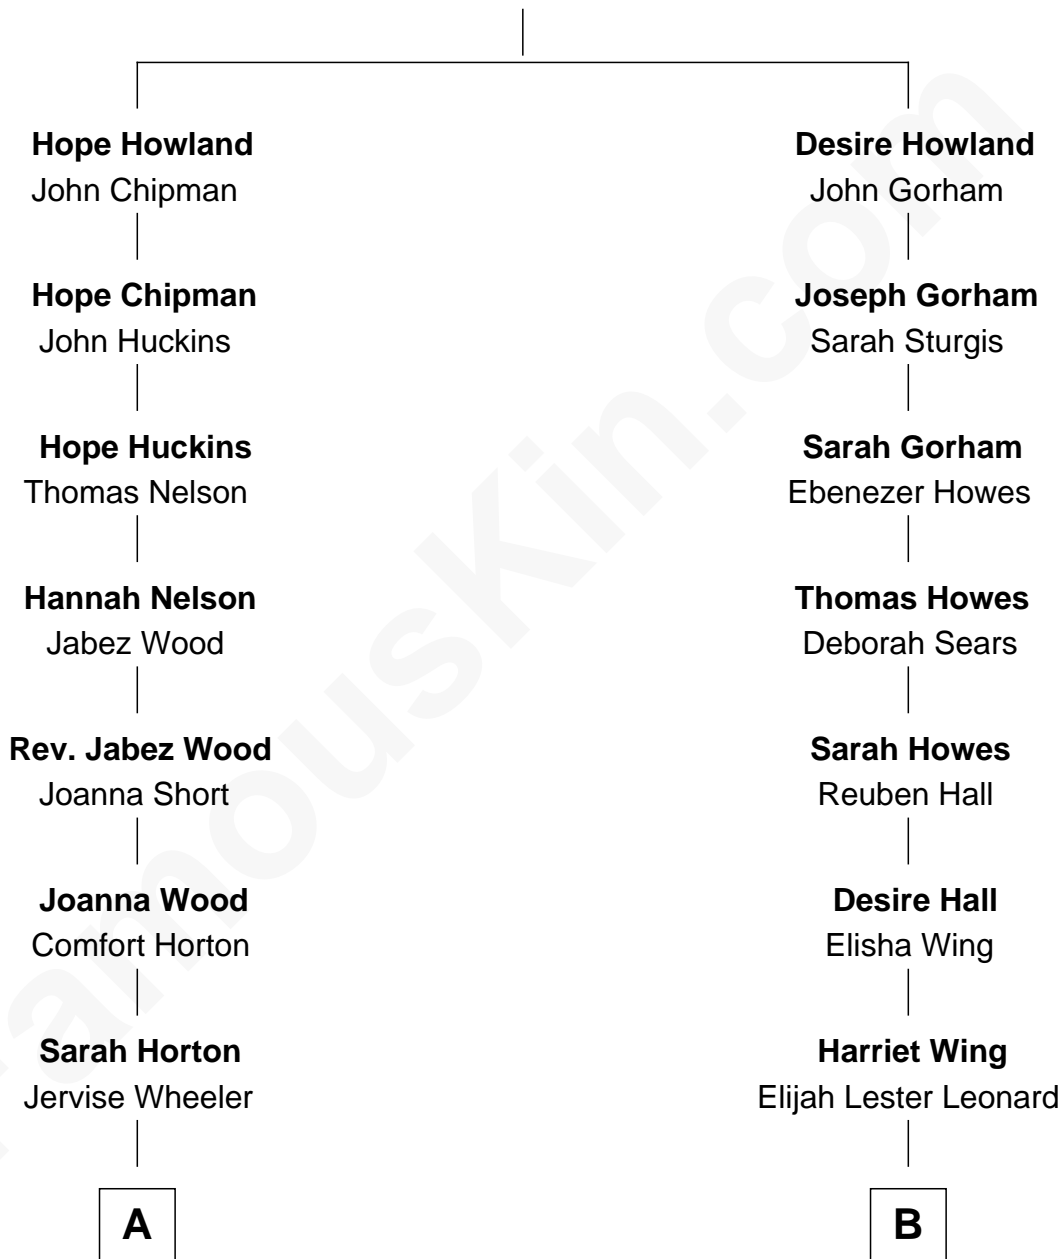 Hope Howland
John Chipman
Hope Chipman
John Huckins
Hope Huckins
Thomas Nelson
Hannah Nelson
Jabez Wood
Rev. Jabez Wood
Joanna Short
Joanna Wood
Comfort Horton
Sarah Horton
Jervise Wheeler
A
Desire Howland
John Gorham
Joseph Gorham
Sarah Sturgis
Sarah Gorham
Ebenezer Howes
Thomas Howes
Deborah Sears
Sarah Howes
Reuben Hall
Desire Hall
Elisha Wing
Harriet Wing
Elijah Lester Leonard
B
FamousKin.com